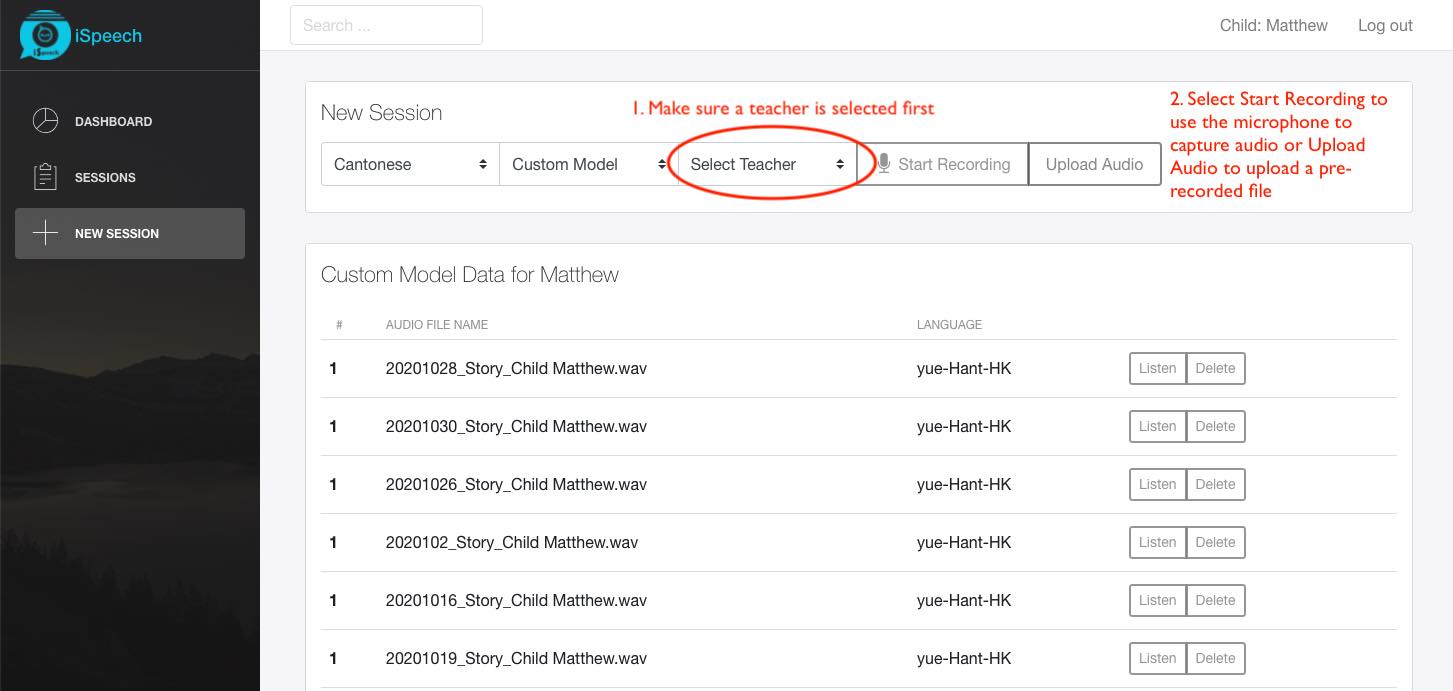 iSpeech
iSpeech
Search ...
Child: Matthew
Log out
DASHBOARD
SESSIONS
NEW SESSION
New Session
1. Make sure a teacher is selected first
2. Select Start Recording to
use the microphone to
capture audio or Upload
Audio to upload a pre-
recorded file
Cantonese
Custom Model
Select Teacher
Start Recording
Upload Audio
Custom Model Data for Matthew
# AUDIO FILE NAME LANGUAGE
1 20201028_Story_Child Matthew.wav yue-Hant-HK Listen Delete
1 20201030_Story_Child Matthew.wav yue-Hant-HK Listen Delete
1 20201026_Story_Child Matthew.wav yue-Hant-HK Listen Delete
1 2020102_Story_Child Matthew.wav yue-Hant-HK Listen Delete
1 20201016_Story_Child Matthew.wav yue-Hant-HK Listen Delete
1 20201019_Story_Child Matthew.wav yue-Hant-HK Listen Delete